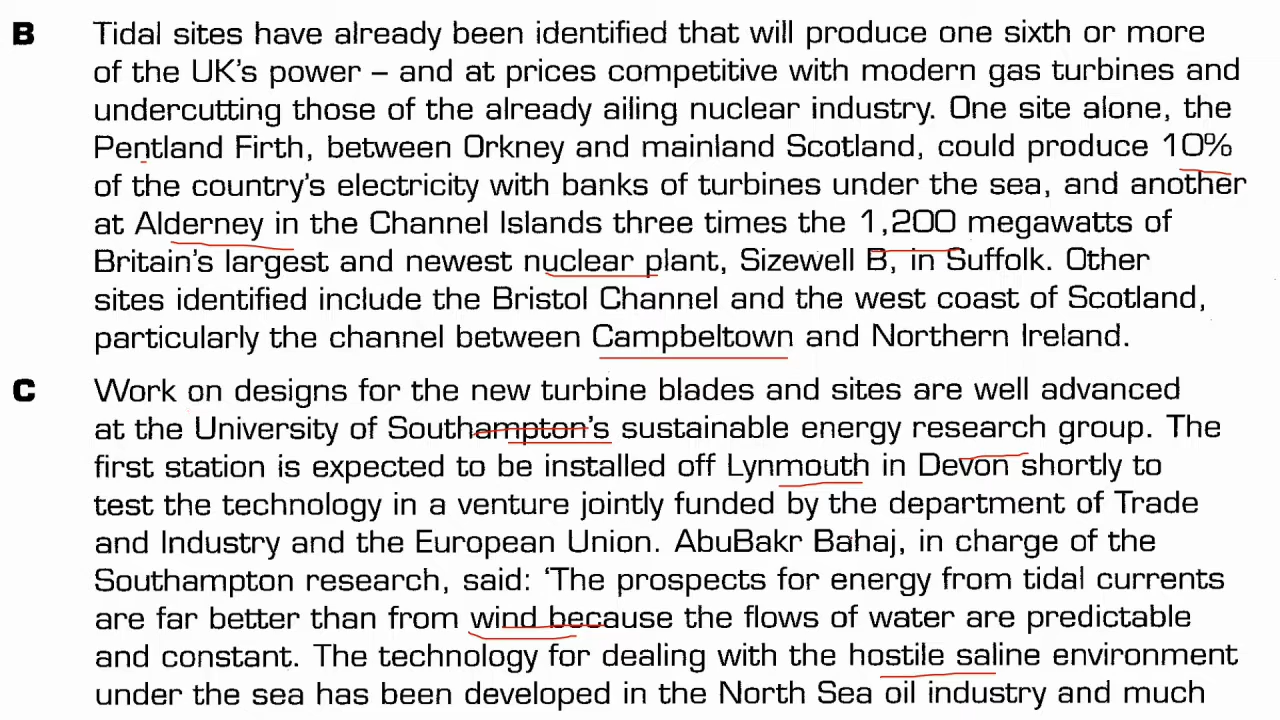 B Tidal sites have already been identified that will produce one sixth or more
of the UK's power – and at prices competitive with modern gas turbines and
undercutting those of the already ailing nuclear industry. One site alone, the
Pentland Firth, between Orkney and mainland Scotland, could produce 10%
of the country's electricity with banks of turbines under the sea, and another
at Alderney in the Channel Islands three times the 1,200 megawatts of
Britain's largest and newest nuclear plant, Sizewell B, in Suffolk. Other
sites identified include the Bristol Channel and the west coast of Scotland,
particularly the channel between Campbeltown and Northern Ireland.
C Work on designs for the new turbine blades and sites are well advanced
at the University of Southampton's sustainable energy research group. The
first station is expected to be installed off Lynmouth in Devon shortly to
test the technology in a venture jointly funded by the department of Trade
and Industry and the European Union. AbuBakr Bahaj, in charge of the
Southampton research, said: 'The prospects for energy from tidal currents
are far better than from wind because the flows of water are predictable
and constant. The technology for dealing with the hostile saline environment
under the sea has been developed in the North Sea oil industry and much